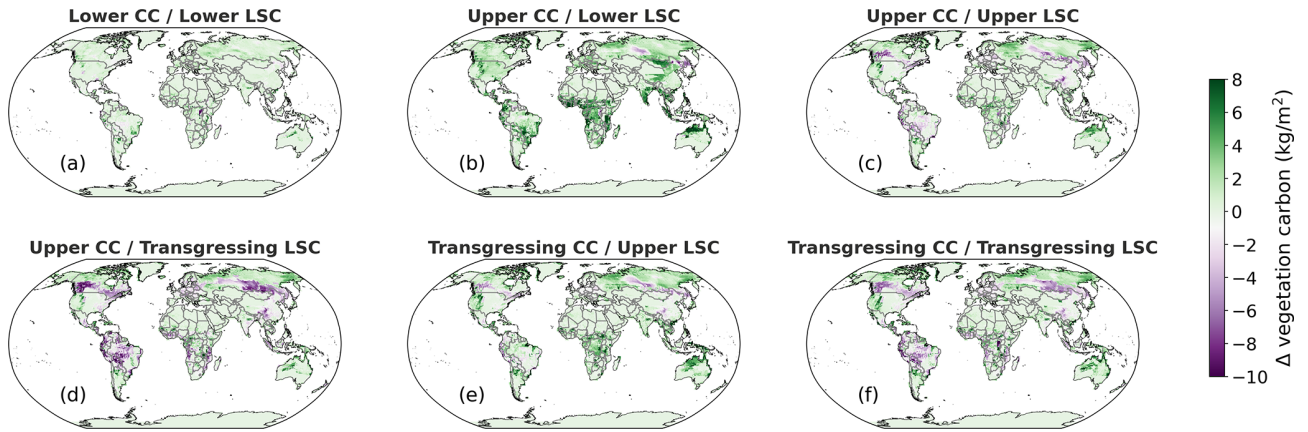 Lower CC / Lower LSC
Upper CC / Lower LSC
Upper CC / Upper LSC
(a)
(b)
(c)
Upper CC / Transgressing LSC
Transgressing CC / Upper LSC
Transgressing CC / Transgressing LSC
(d)
(e)
(f)
8
6
4
2
0
−2
−4
−6
−8
−10
Δ vegetation carbon (kg/m²)